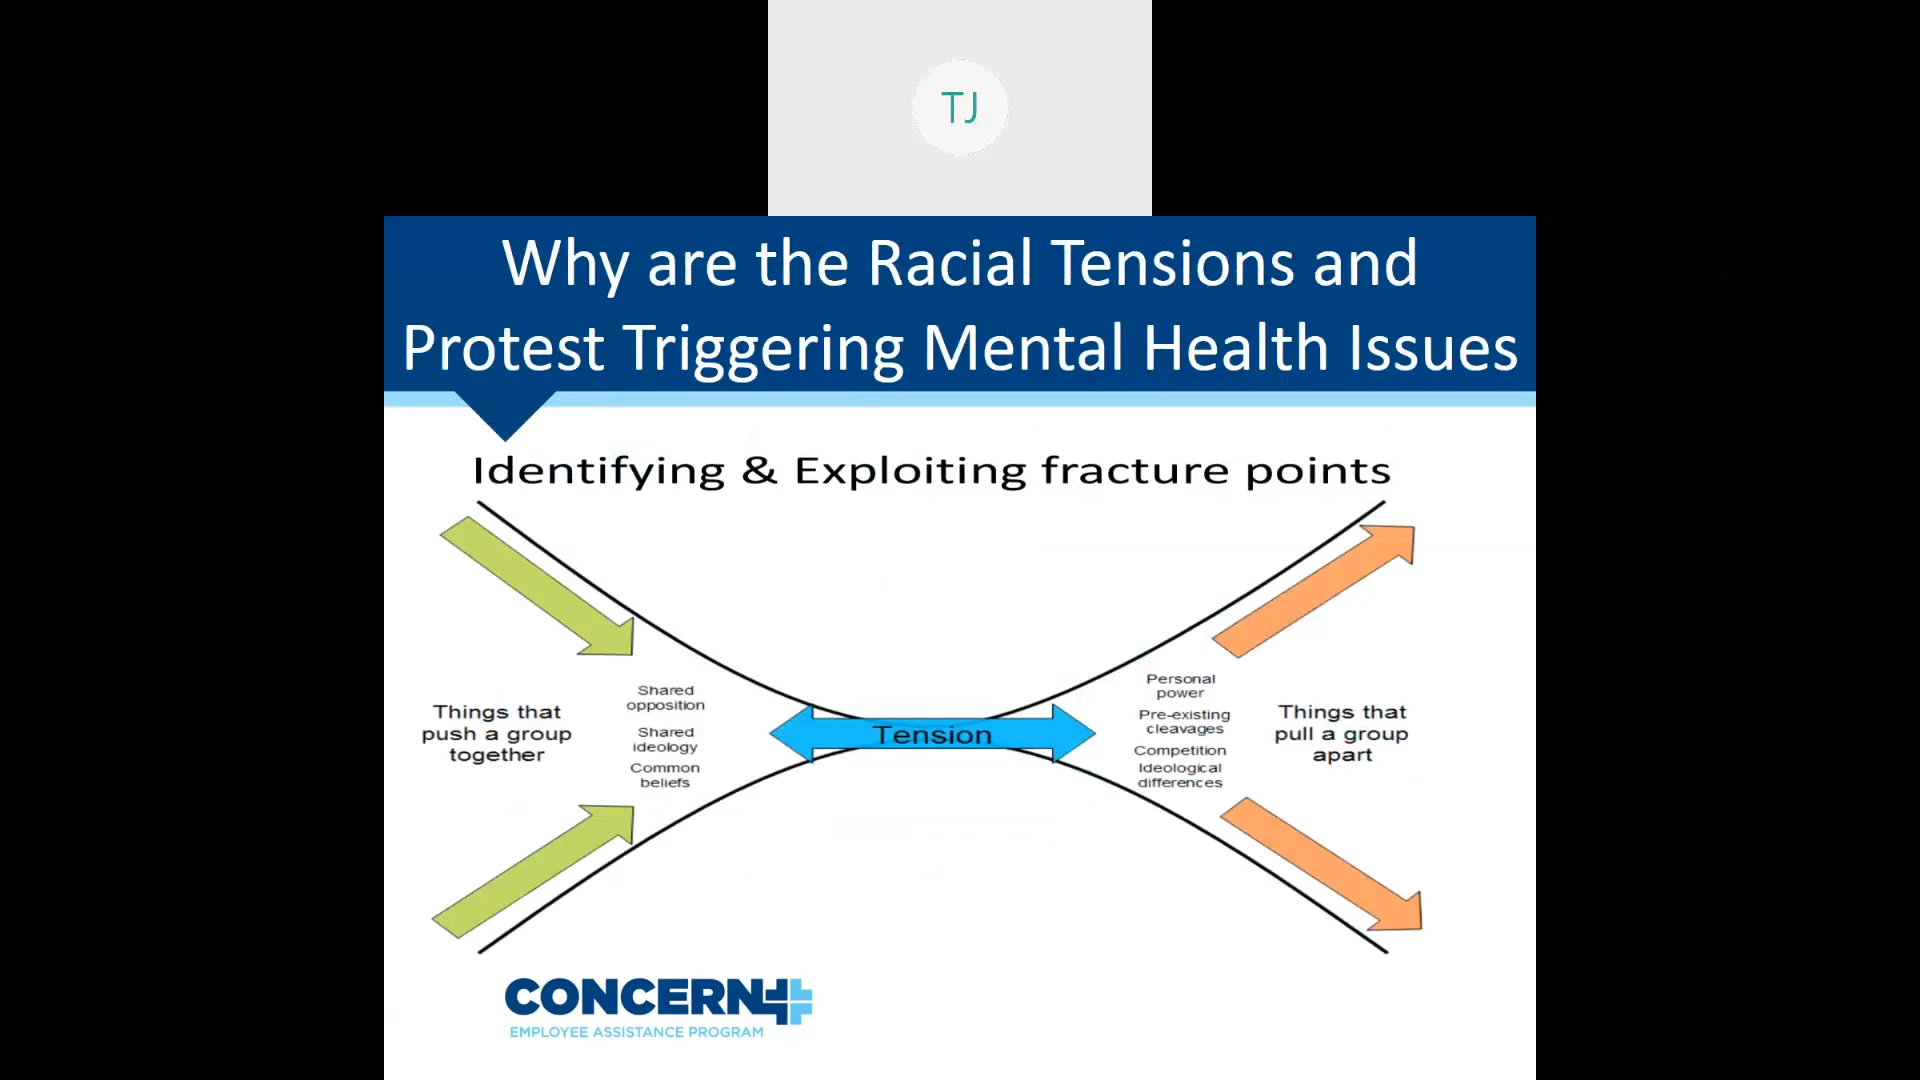 TJ
Why are the Racial Tensions and
Protest Triggering Mental Health Issues
Identifying & Exploiting fracture points
Things that
push a group
together
Shared
opposition
Shared
ideology
Common
beliefs
Tension
Personal
power
Pre-existing
cleavages
Competition
Ideological
differences
Things that
pull a group
apart
CONCERN
EMPLOYEE ASSISTANCE PROGRAM